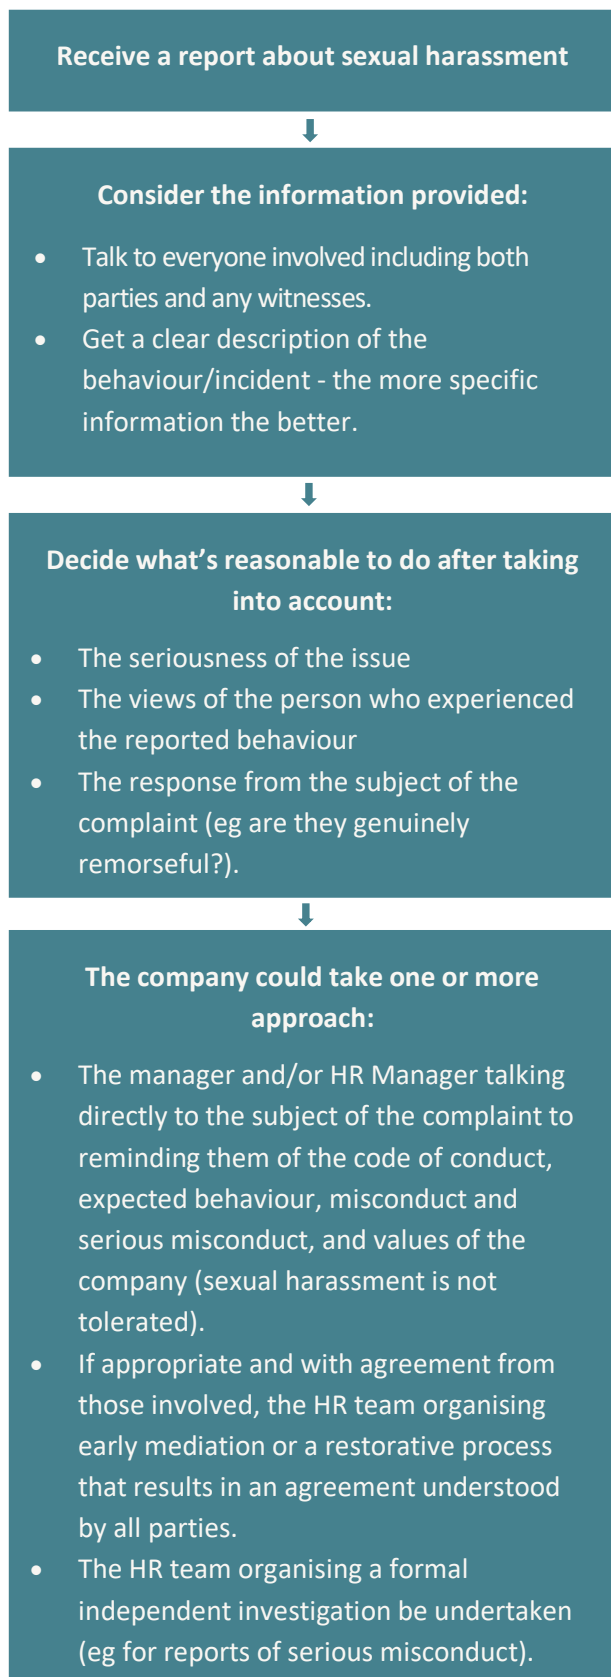 Receive a report about sexual harassment
Consider the information provided:
• Talk to everyone involved including both
parties and any witnesses.
• Get a clear description of the
behaviour/incident - the more specific
information the better.
Decide what’s reasonable to do after taking
into account:
• The seriousness of the issue
• The views of the person who experienced
the reported behaviour
• The response from the subject of the
complaint (eg are they genuinely
remorseful?).
The company could take one or more
approach:
• The manager and/or HR Manager talking
directly to the subject of the complaint to
reminding them of the code of conduct,
expected behaviour, misconduct and
serious misconduct, and values of the
company (sexual harassment is not
tolerated).
• If appropriate and with agreement from
those involved, the HR team organising
early mediation or a restorative process
that results in an agreement understood
by all parties.
• The HR team organising a formal
independent investigation be undertaken
(eg for reports of serious misconduct).